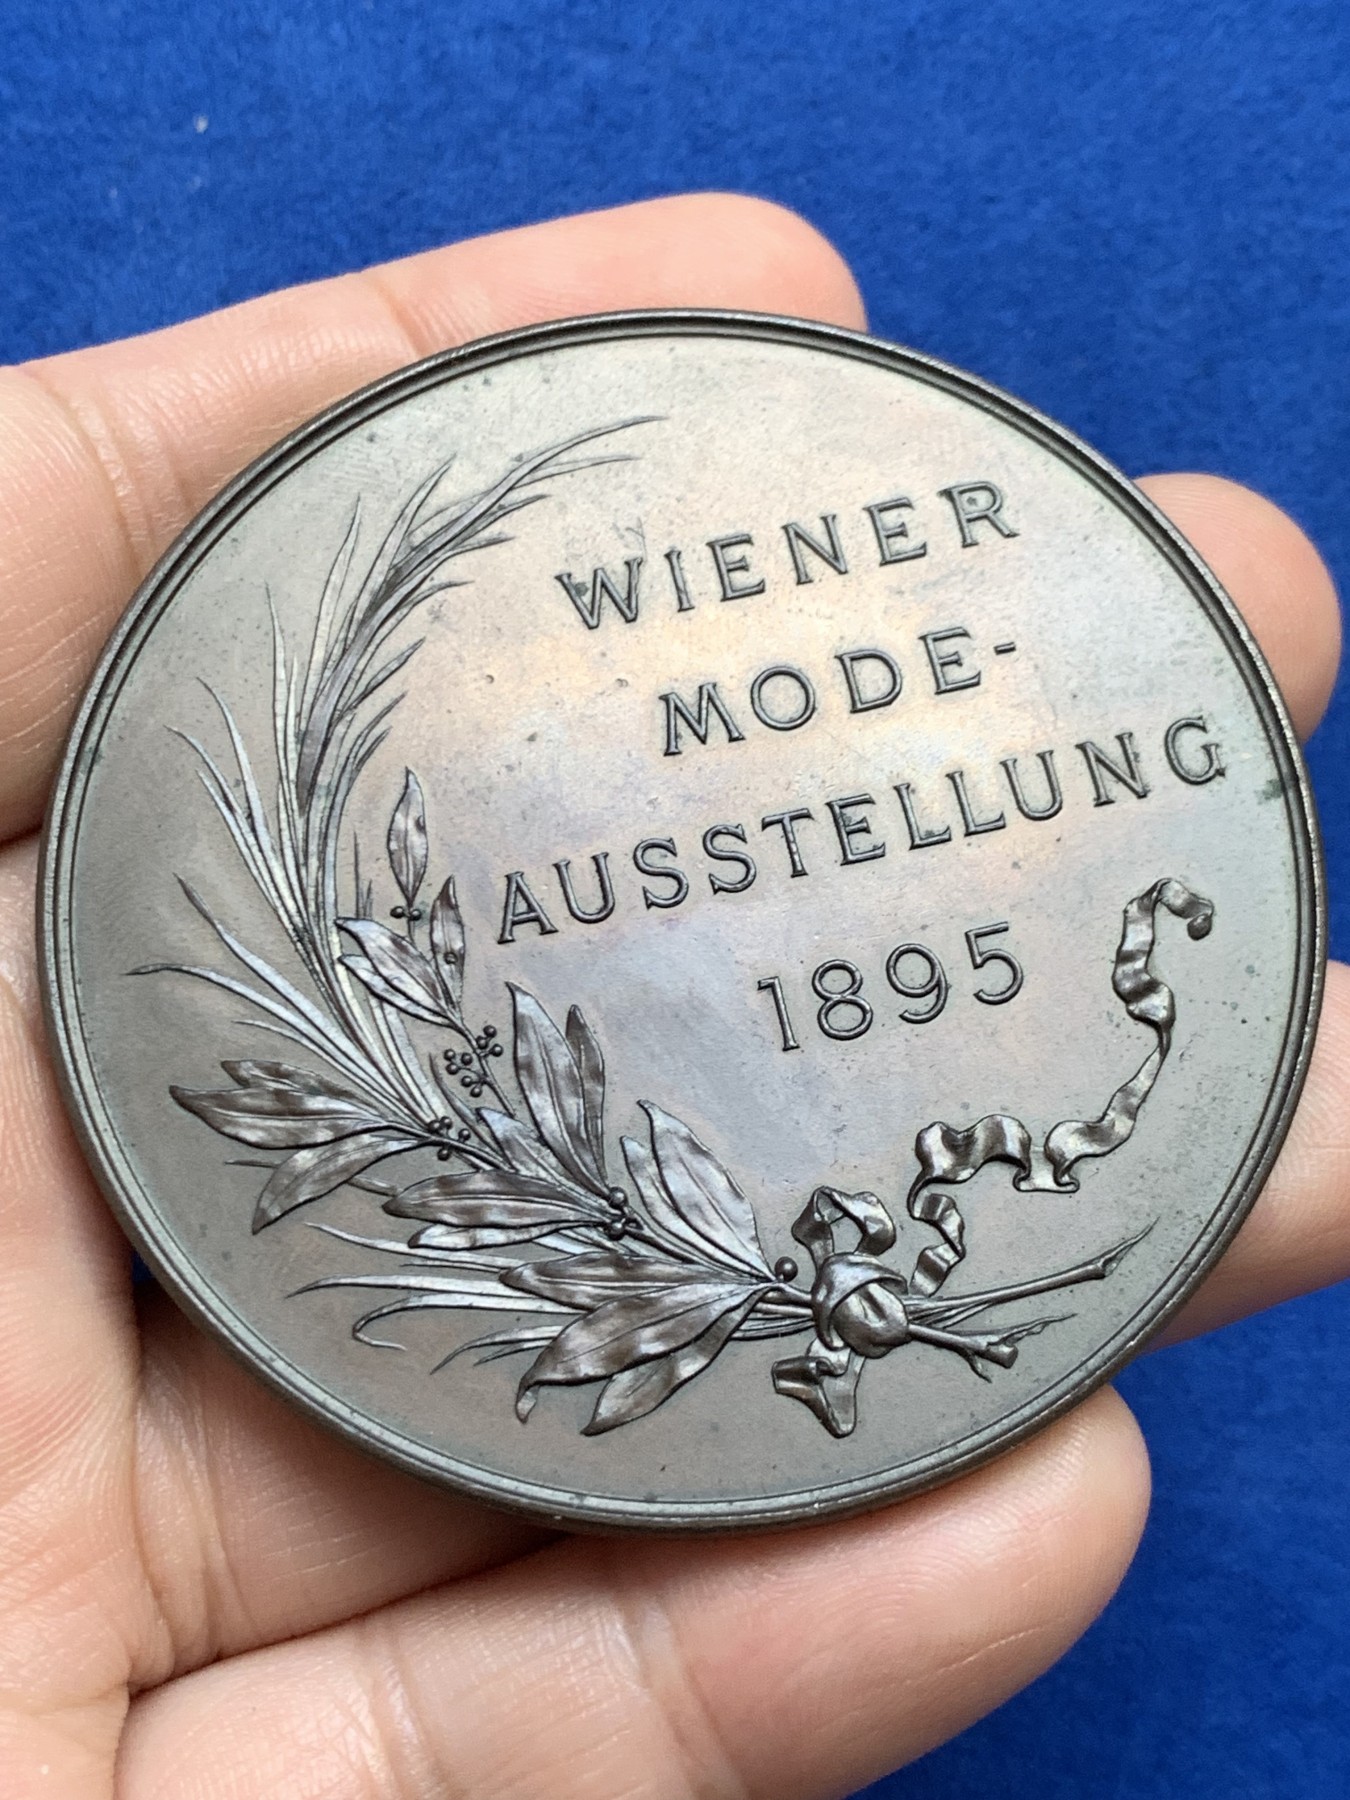 WIENER
MODE-
AUSSTELLUNG
1895